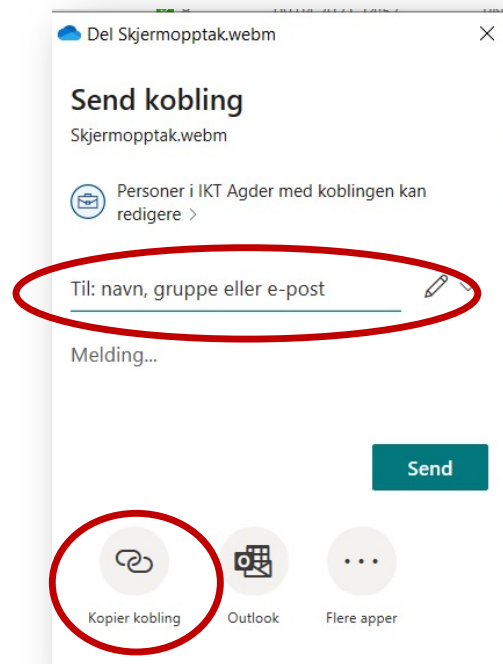 Del Skjermopptak.webm
Send kobling
Skjermopptak.webm
Personer i IKT Agder med koblingen kan
redigere >
Til: navn, gruppe eller e-post
Melding...
Send
Kopier kobling
Outlook
Flere apper